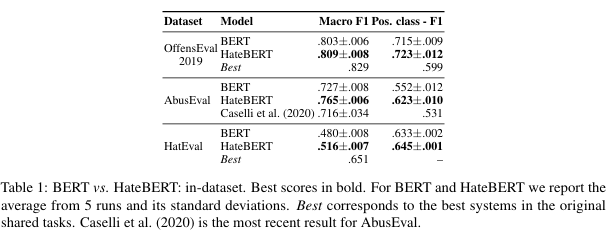 Dataset Model Macro F1 Pos. class - F1
OffensEval 2019 BERT .803±.006 .715±.009
HateBERT .809±.008 .723±.012
Best .829 .599
AbusEval BERT .727±.008 .552±.012
HateBERT .765±.006 .623±.010
Caselli et al. (2020) .716±.034 .531
HatEval BERT .480±.008 .633±.002
HateBERT .516±.007 .645±.001
Best .651 –
Table 1: BERT vs. HateBERT: in-dataset. Best scores in bold. For BERT and HateBERT we report the
average from 5 runs and its standard deviations. Best corresponds to the best systems in the original
shared tasks. Caselli et al. (2020) is the most recent result for AbusEval.